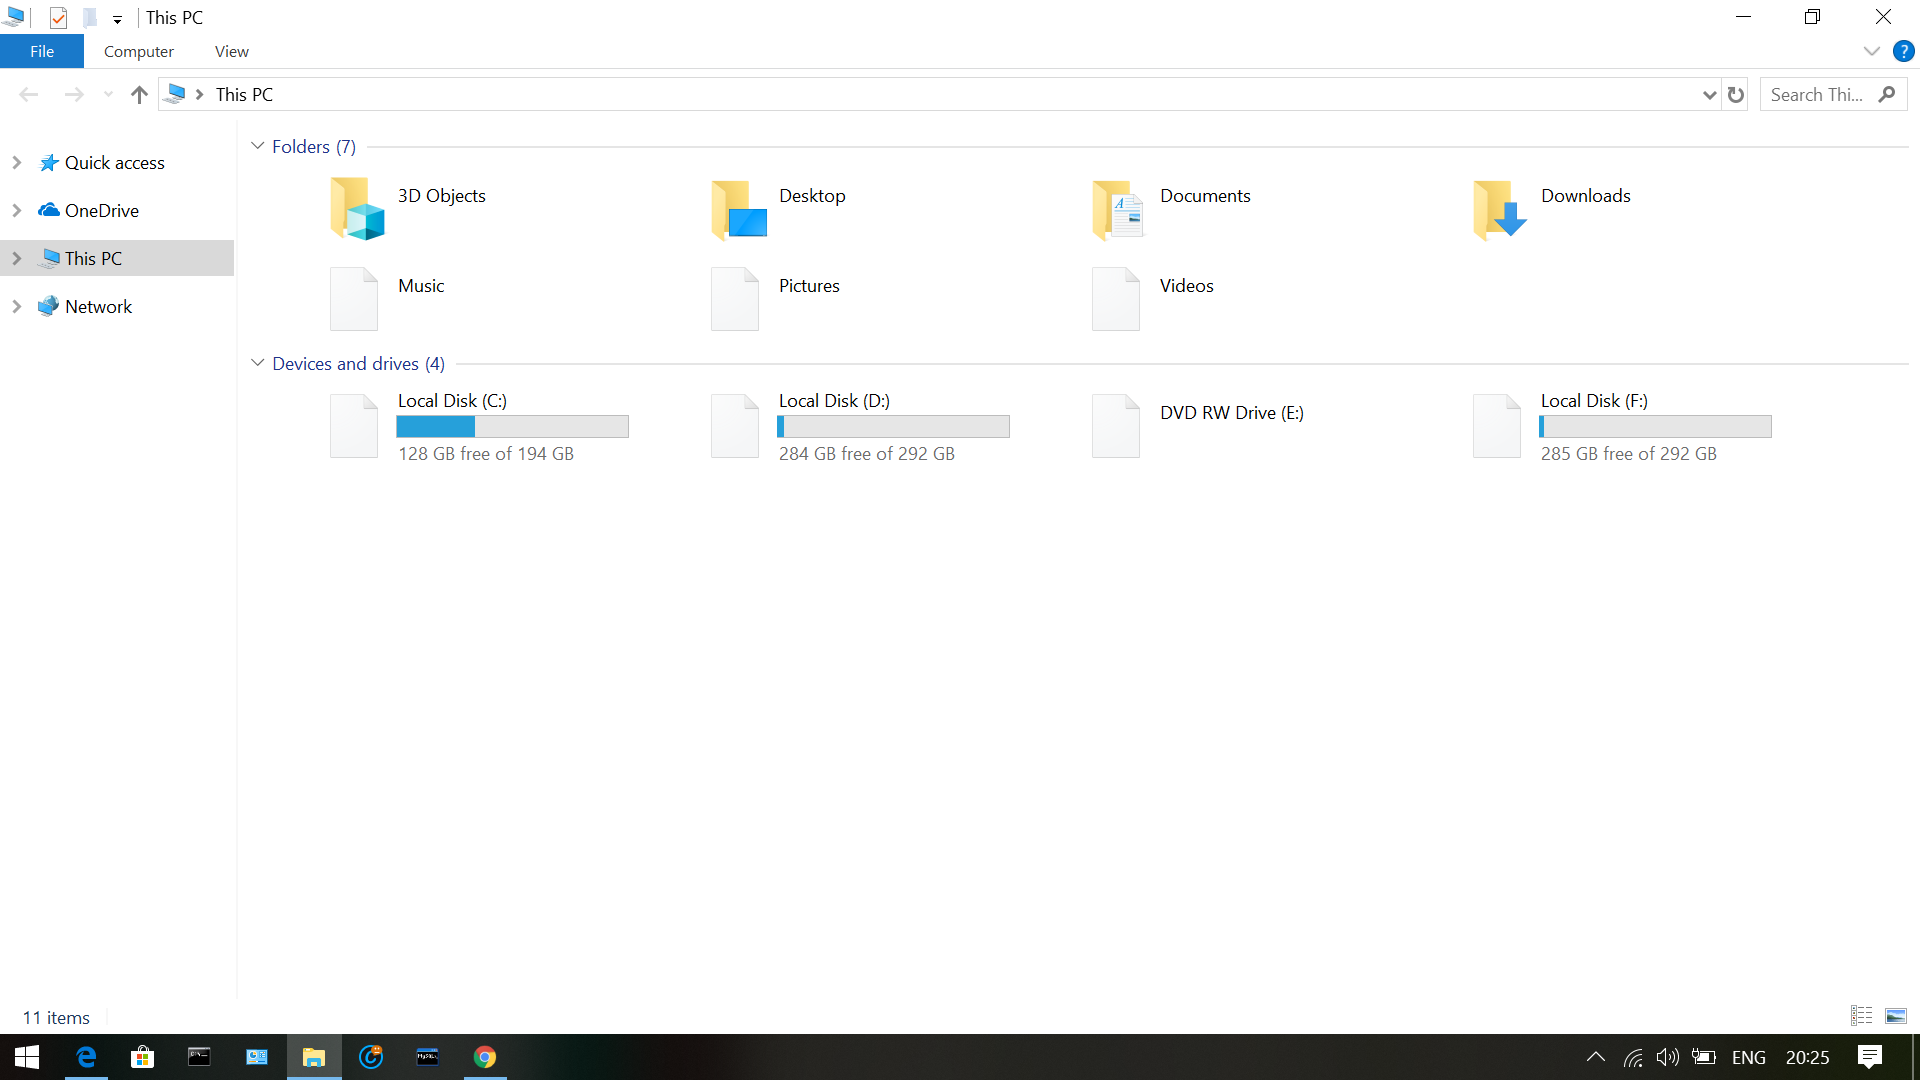 This PC
File Computer View
?
This PC
Search Thi...
Quick access
OneDrive
This PC
Network
Folders (7)
3D Objects
Desktop
Documents
Downloads
Music
Pictures
Videos
Devices and drives (4)
Local Disk (C:)
128 GB free of 194 GB
Local Disk (D:)
284 GB free of 292 GB
DVD RW Drive (E:)
Local Disk (F:)
285 GB free of 292 GB
11 items
ENG 20:25